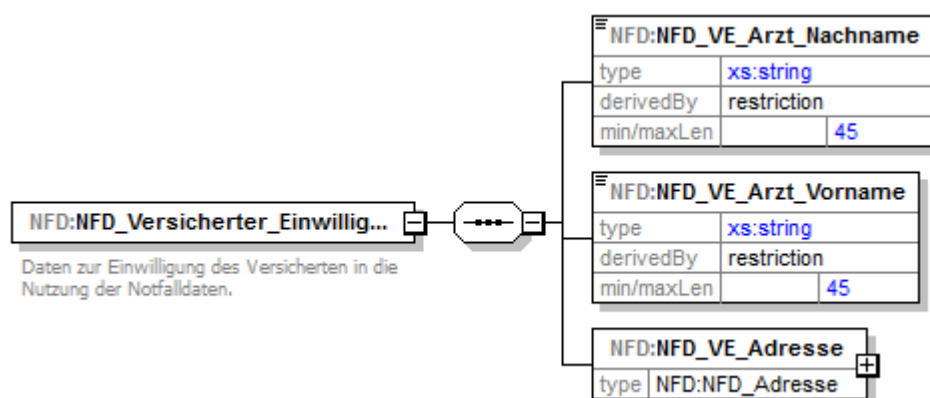 NFD:NFD_VE_Arzt_Nachname
type xs:string
derivedBy restriction
min/maxLen 45
NFD:NFD_VE_Arzt_Vorname
type xs:string
derivedBy restriction
min/maxLen 45
NFD:NFD_Versicherter_Einwillig...
Daten zur Einwilligung des Versicherten in die
Nutzung der Notfalldaten.
NFD:NFD_VE_Adresse
type NFD:NFD_Adresse